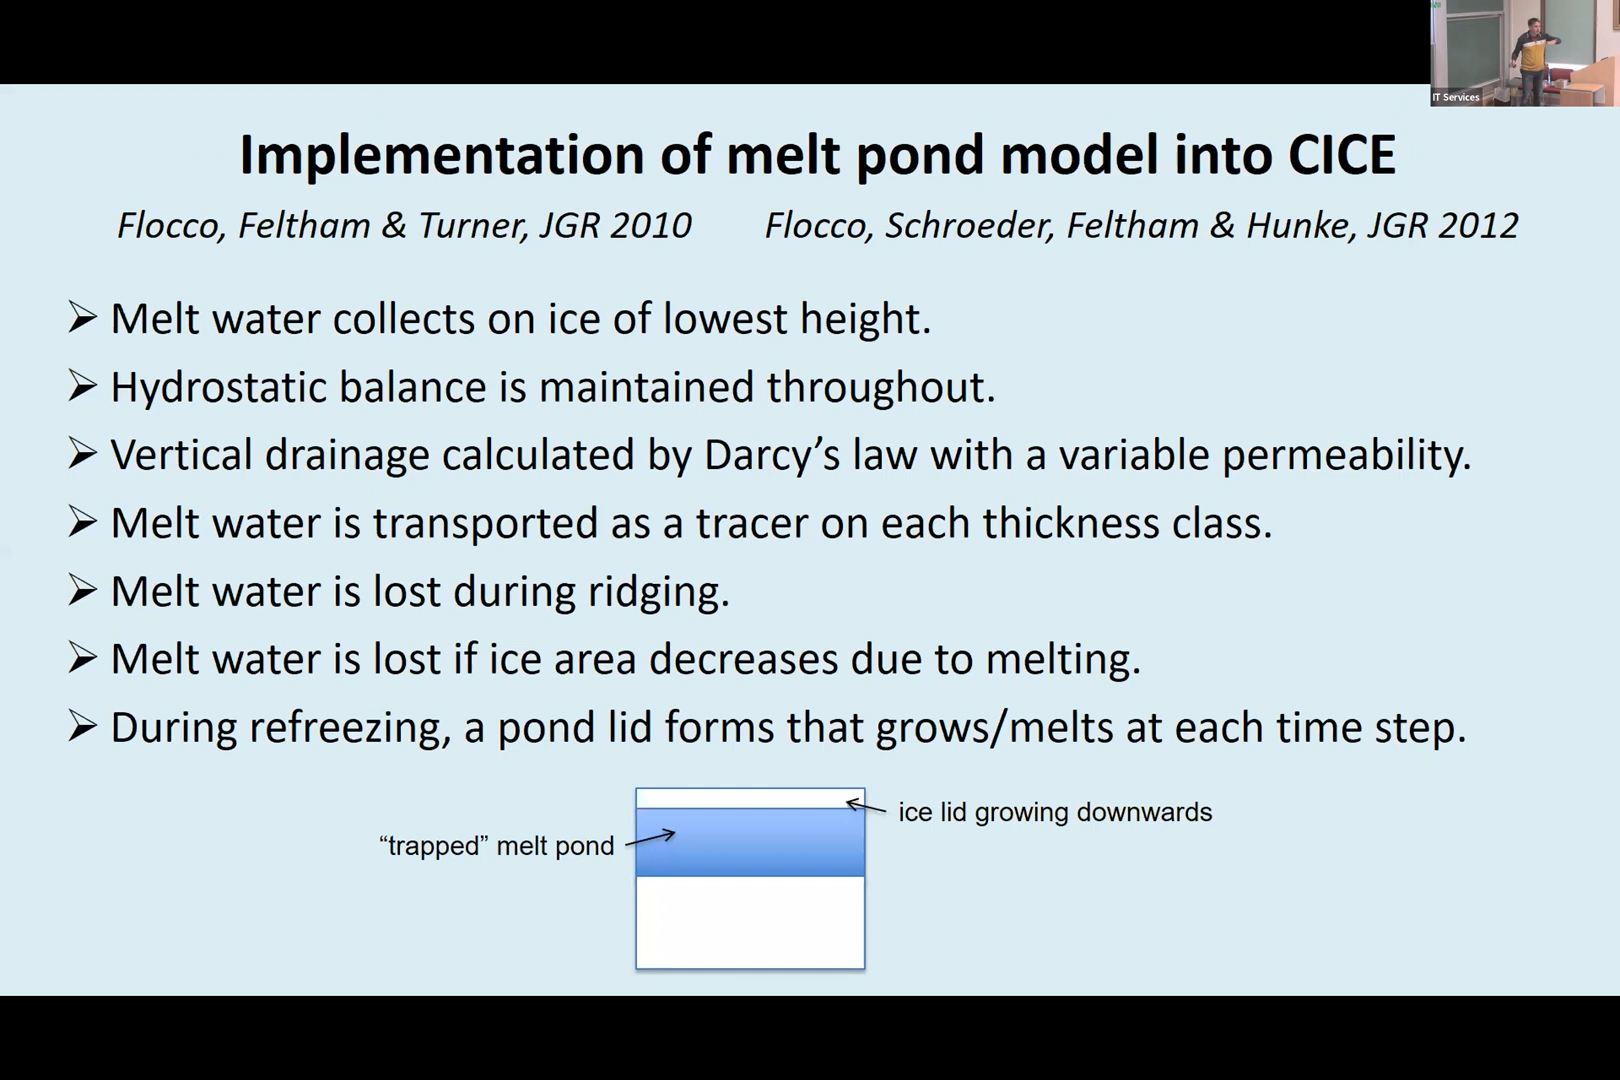 IT Services
Implementation of melt pond model into CICE
Flocco, Feltham & Turner, JGR 2010 Flocco, Schroeder, Feltham & Hunke, JGR 2012
➢ Melt water collects on ice of lowest height.
➢ Hydrostatic balance is maintained throughout.
➢ Vertical drainage calculated by Darcy’s law with a variable permeability.
➢ Melt water is transported as a tracer on each thickness class.
➢ Melt water is lost during ridging.
➢ Melt water is lost if ice area decreases due to melting.
➢ During refreezing, a pond lid forms that grows/melts at each time step.
ice lid growing downwards
“trapped” melt pond